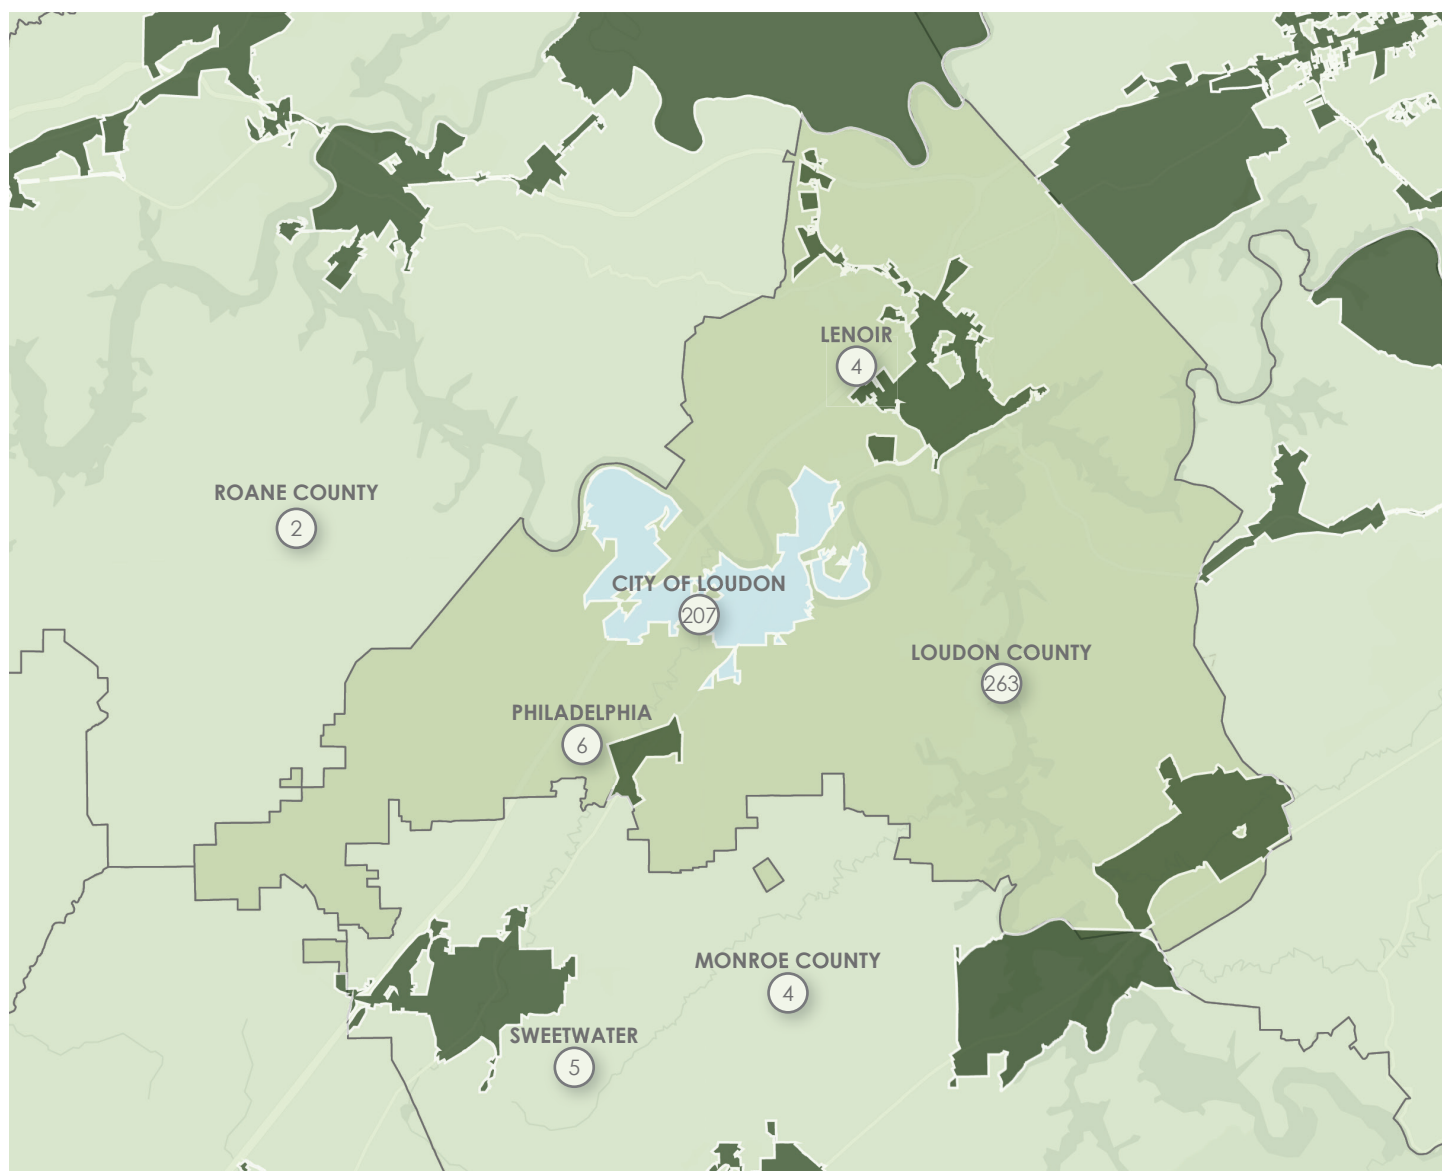 LENOIR
4
ROANE COUNTY
2
CITY OF LOUDON
207
LOUDON COUNTY
263
PHILADELPHIA
6
MONROE COUNTY
4
SWEETWATER
5